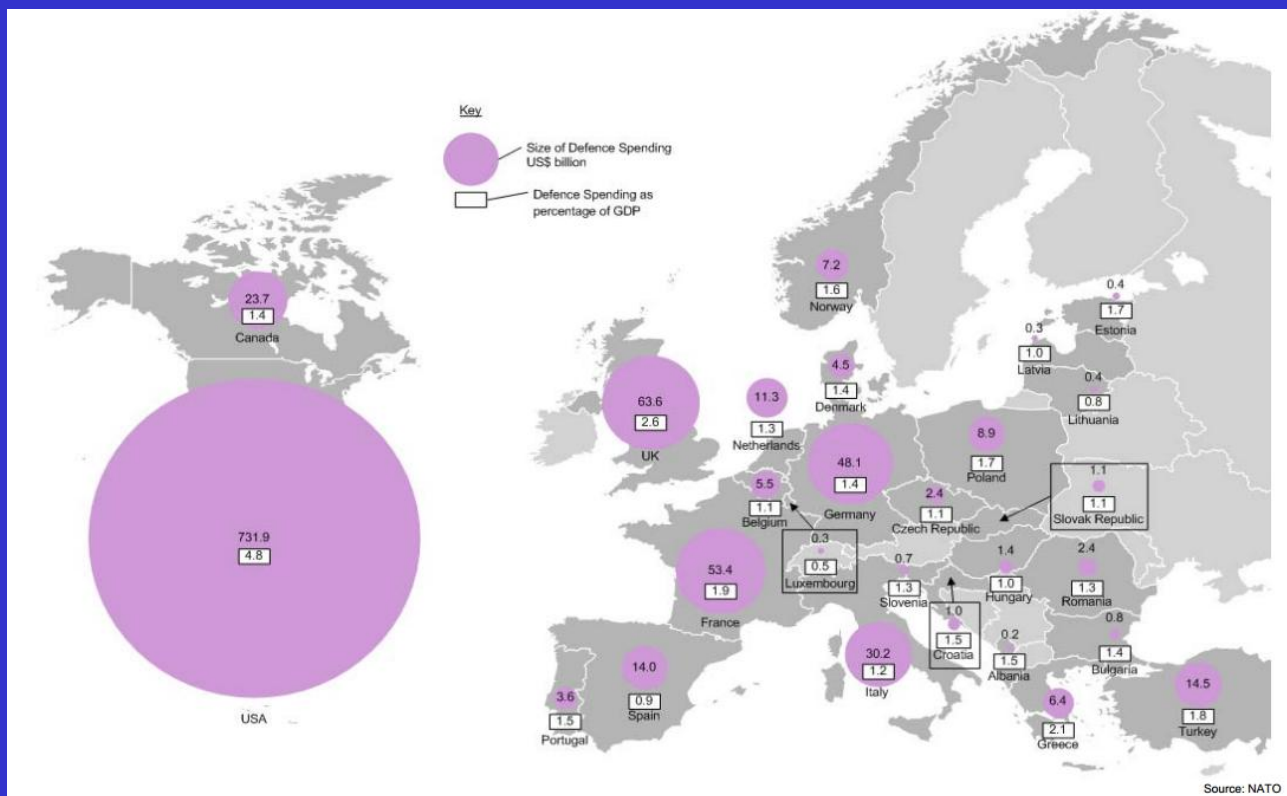 Key
Size of Defence Spending
US$ billion
Defence Spending as
percentage of GDP
23.7
1.4
Canada
731.9
4.8
USA
7.2
1.6
Norway
0.4
1.7
Estonia
0.3
1.0
Latvia
0.4
0.8
Lithuania
4.5
1.4
Denmark
63.6
2.6
UK
11.3
1.3
Netherlands
48.1
1.4
Germany
8.9
1.7
Poland
5.5
1.1
Belgium
2.4
1.1
Czech Republic
1.1
1.1
Slovak Republic
53.4
1.9
France
0.3
0.5
Luxembourg
0.7
1.3
Slovenia
1.4
1.0
Hungary
2.4
1.3
Romania
1.0
1.5
Croatia
0.2
1.5
Albania
0.8
1.4
Bulgaria
30.2
1.2
Italy
14.0
0.9
Spain
3.6
1.5
Portugal
6.4
2.1
Greece
14.5
1.8
Turkey
Source: NATO